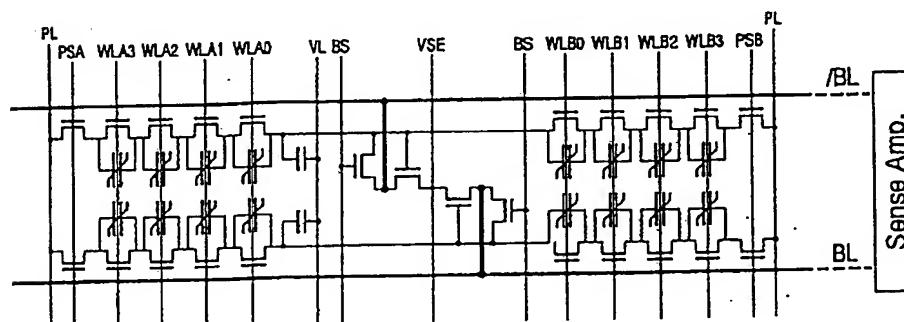 PL PL
PSA WLA3 WLA2 WLA1 WLA0 VL BS VSE BS WLB0 WLB1 WLB2 WLB3 PSB
/BL
BL
Sense Amp.